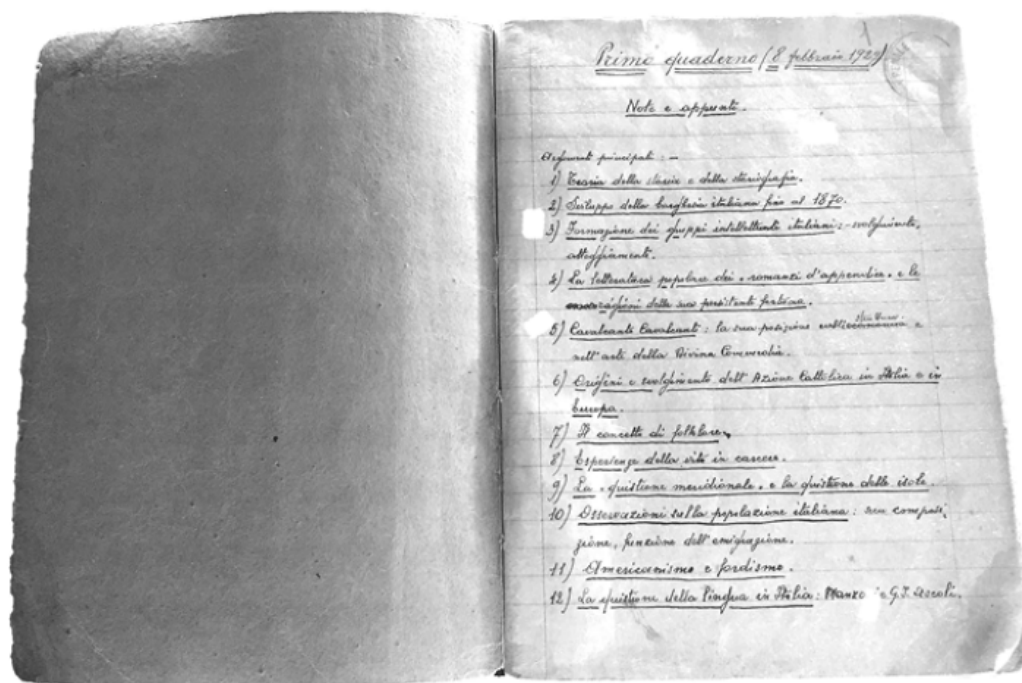 Primo quaderno (8 febbraio 1929)
Note e appunti.
Argomenti principali: —
1) Teoria della storia e della storiografia.
2) Sviluppo della borghesia italiana fino al 1870.
3) Formazione dei gruppi intellettuali italiani: – svolgimento,
atteggiamenti.
4) La letteratura popolare dei «romanzi d'appendice» e le
ragioni della sua persistente fortuna.
5) Cavalcante Cavalcanti: la sua posizione nella e
nell'arte della Divina Commedia.
6) Origini e svolgimento dell'Azione Cattolica in Italia e in
Europa.
7) Il concetto di folklore.
8) Esperienze della vita in carcere.
9) La «quistione meridionale» e la quistione delle isole.
10) Osservazioni sulla popolazione italiana: sua composi
zione, funzione dell'emigrazione.
11) Americanismo e fordismo.
12) La quistione della lingua in Italia: Manzo e G. I. Ascoli.